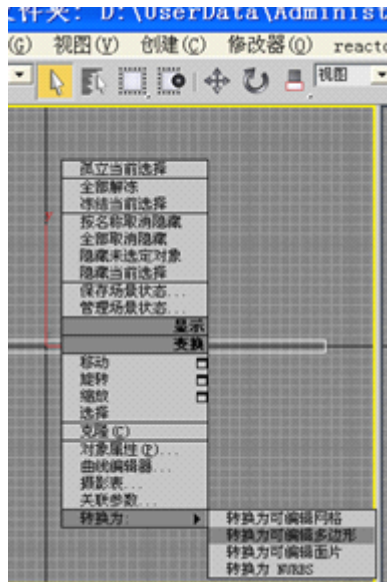 件夹: D:\UserData\Adminis
(G) 视图(V) 创建(C) 修改器(O) reacto
视图
孤立当前选择
全部解冻
冻结当前选择
按名称取消隐藏
全部取消隐藏
隐藏未选定对象
隐藏当前选择
保存场景状态...
管理场景状态...
显示
变换
移动
旋转
缩放
选择
克隆(C)
对象属性(P)...
曲线编辑器...
摄影表...
关联参数...
转换为:
转换为可编辑网格
转换为可编辑多边形
转换为可编辑面片
转换为 NURBS